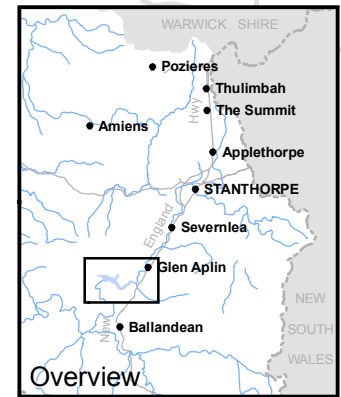 WARWICK SHIRE
Pozieres
Thulimbah
Hwy
The Summit
Amiens
Applethorpe
STANTHORPE
England
Severnlea
Glen Aplin
NEW
SOUTH
WALES
New
Ballandean
Overview